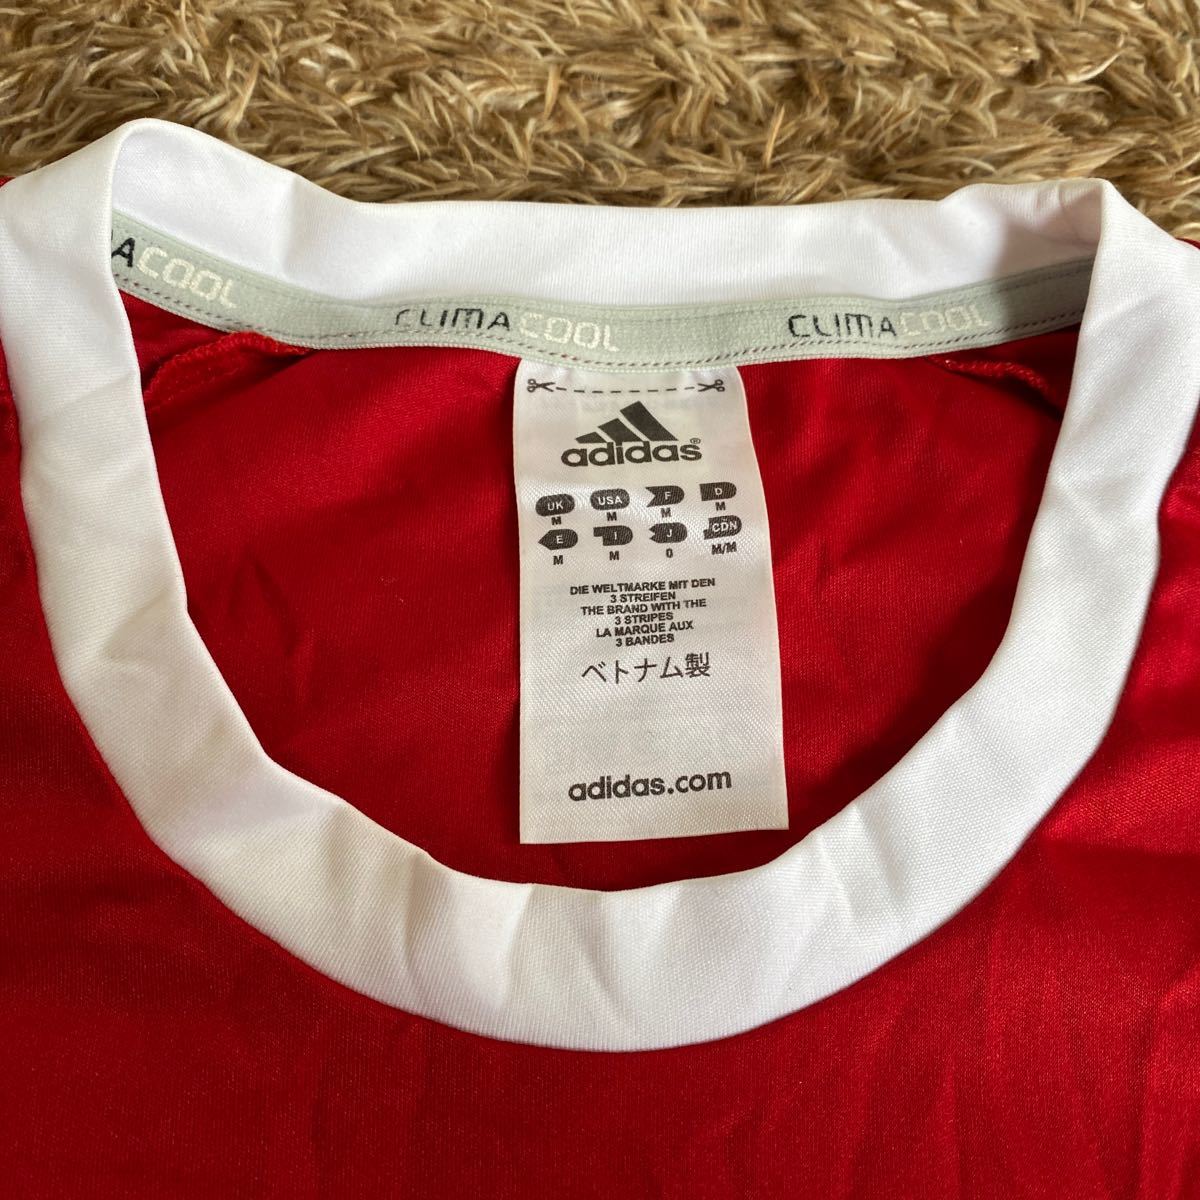 ACOOL
CLIMACOOL
CLIMACOOL
adidas®
UK USA F D
M M M M
E I J CDN
M M O M/M
DIE WELTMARKE MIT DEN
3 STREIFEN
THE BRAND WITH THE
3 STRIPES
LA MARQUE AUX
3 BANDES
ベトナム製
adidas.com